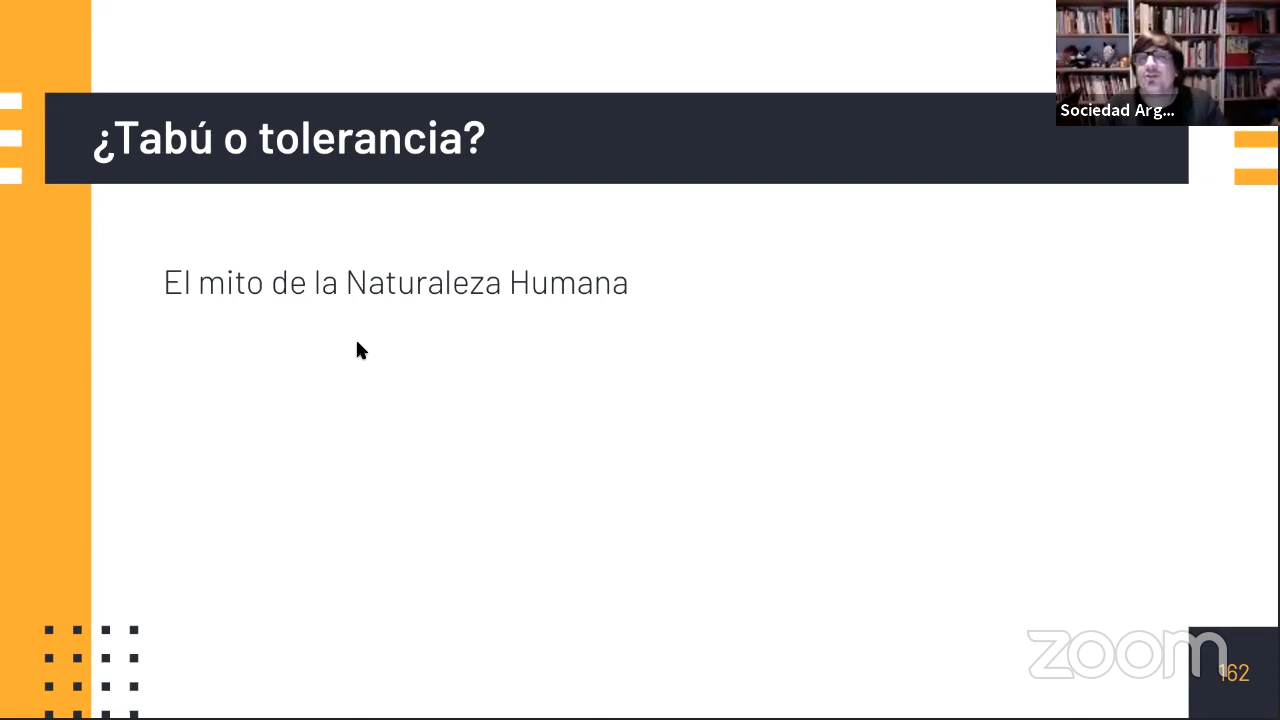 Sociedad Arg...
¿Tabú o tolerancia?
El mito de la Naturaleza Humana
zoom
162